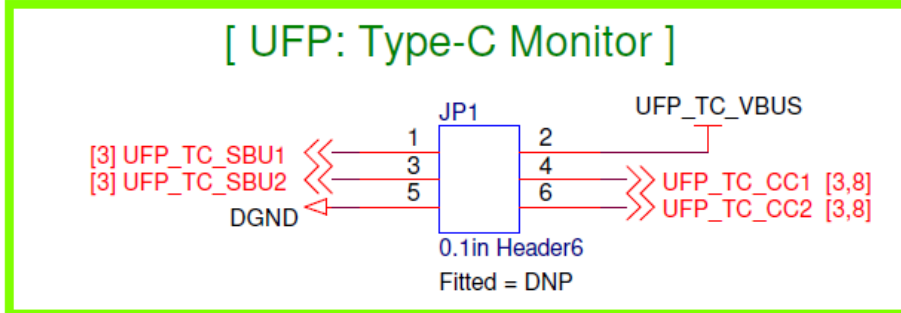 [ UFP: Type-C Monitor ]
JP1
UFP_TC_VBUS
1 2
[3] UFP_TC_SBU1
3 4
[3] UFP_TC_SBU2 UFP_TC_CC1 [3,8]
5 6
DGND UFP_TC_CC2 [3,8]
0.1in Header6
Fitted = DNP